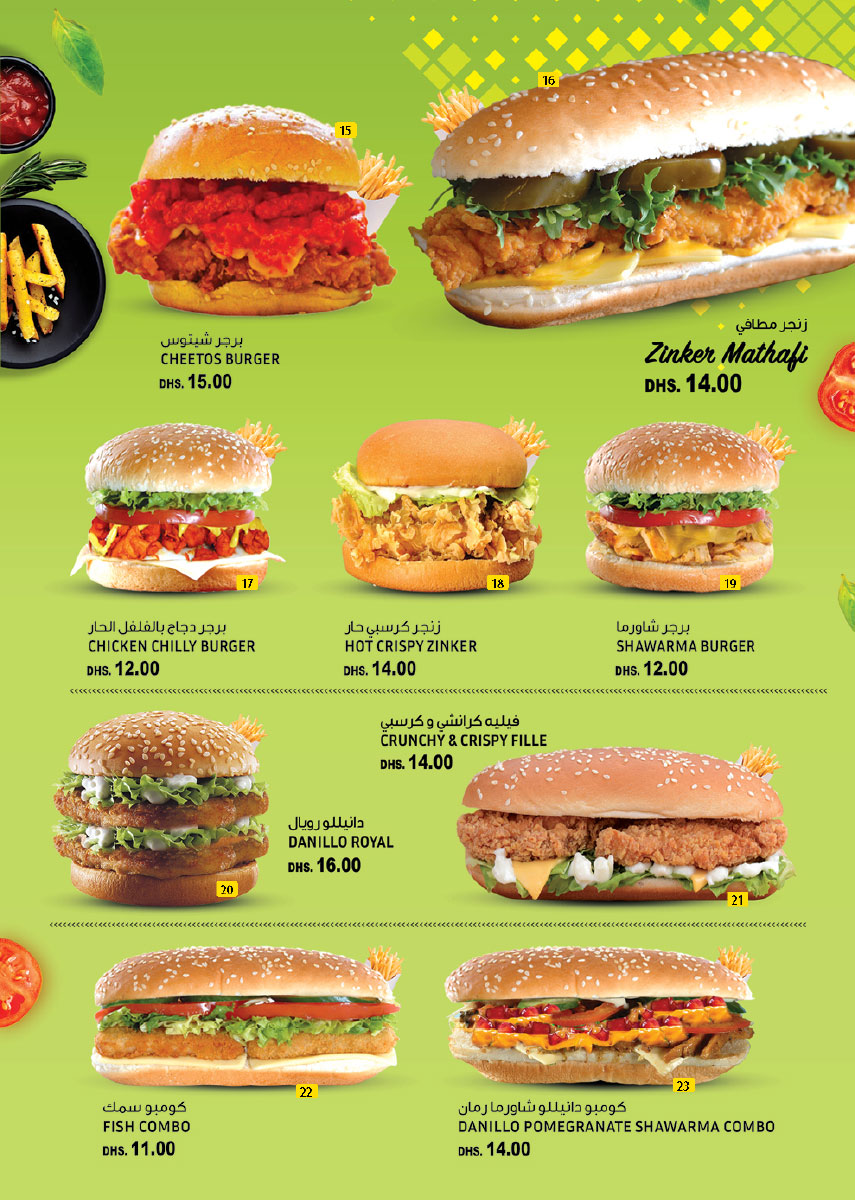 15
برجر شيتوس
CHEETOS BURGER
DHS. 15.00
16
زنجر مطافي
Zinker Mathafi
DHS. 14.00
17
برجر دجاج بالفلفل الحار
CHICKEN CHILLY BURGER
DHS. 12.00
18
زنجر كرسبي حار
HOT CRISPY ZINKER
DHS. 14.00
19
برجر شاورما
SHAWARMA BURGER
DHS. 12.00
20
دانيللو رويال
DANILLO ROYAL
DHS. 16.00
فيليه كرانشي و كرسبي
CRUNCHY & CRISPY FILLE
DHS. 14.00
21
22
كومبو سمك
FISH COMBO
DHS. 11.00
23
كومبو دانيللو شاورما رمان
DANILLO POMEGRANATE SHAWARMA COMBO
DHS. 14.00